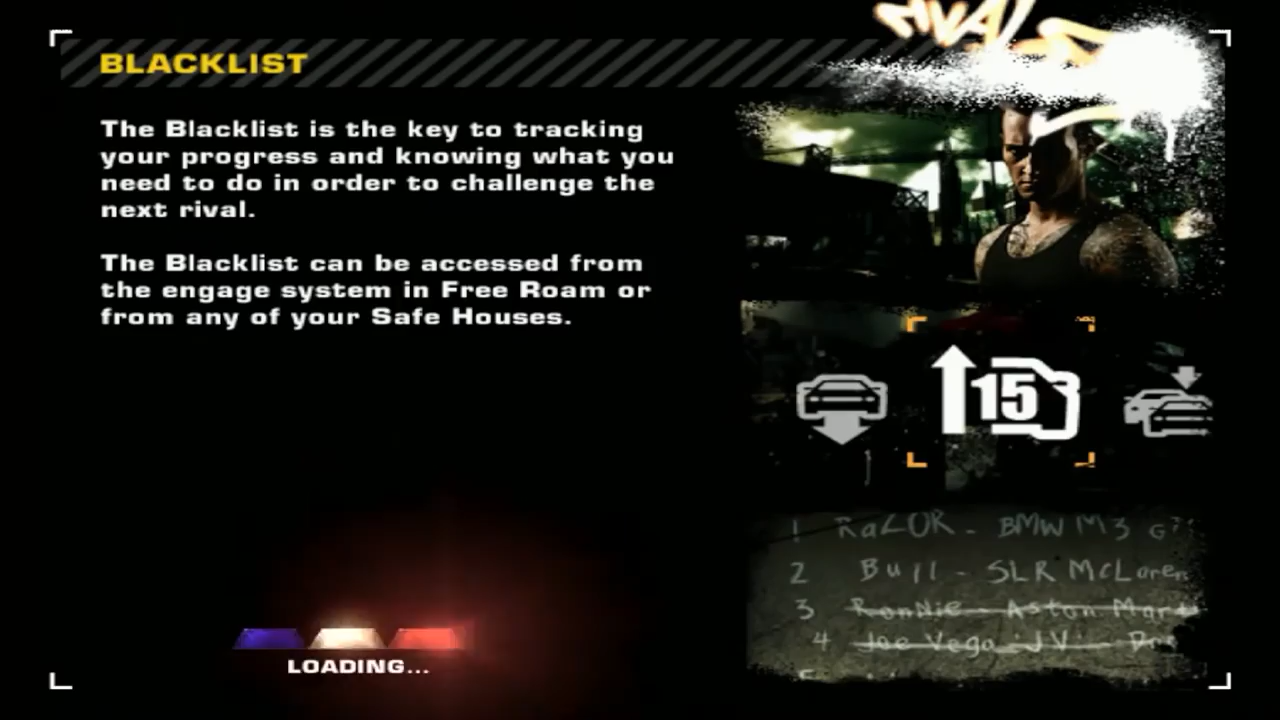 RIVALS
BLACKLIST
The Blacklist is the key to tracking
your progress and knowing what you
need to do in order to challenge the
next rival.
The Blacklist can be accessed from
the engage system in Free Roam or
from any of your Safe Houses.
15
1 RaZOR - BMW M3 G
2 Bull - SLR McLaren
3 Ronnie - Aston Mart
4 Joe Vega 'JV' -
LOADING...